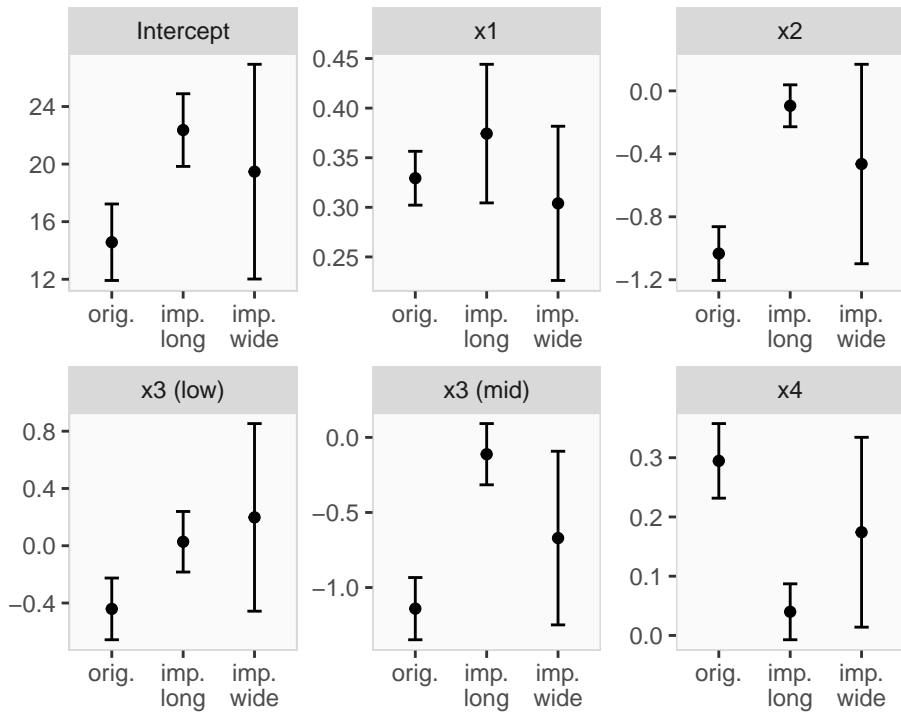 Intercept
x1
x2
24
20
16
12
0.45
0.40
0.35
0.30
0.25
0.0
−0.4
−0.8
−1.2
orig.
imp.
long
imp.
wide
orig.
imp.
long
imp.
wide
orig.
imp.
long
imp.
wide
x3 (low)
x3 (mid)
x4
0.8
0.4
0.0
−0.4
0.0
−0.5
−1.0
0.3
0.2
0.1
0.0
orig.
imp.
long
imp.
wide
orig.
imp.
long
imp.
wide
orig.
imp.
long
imp.
wide